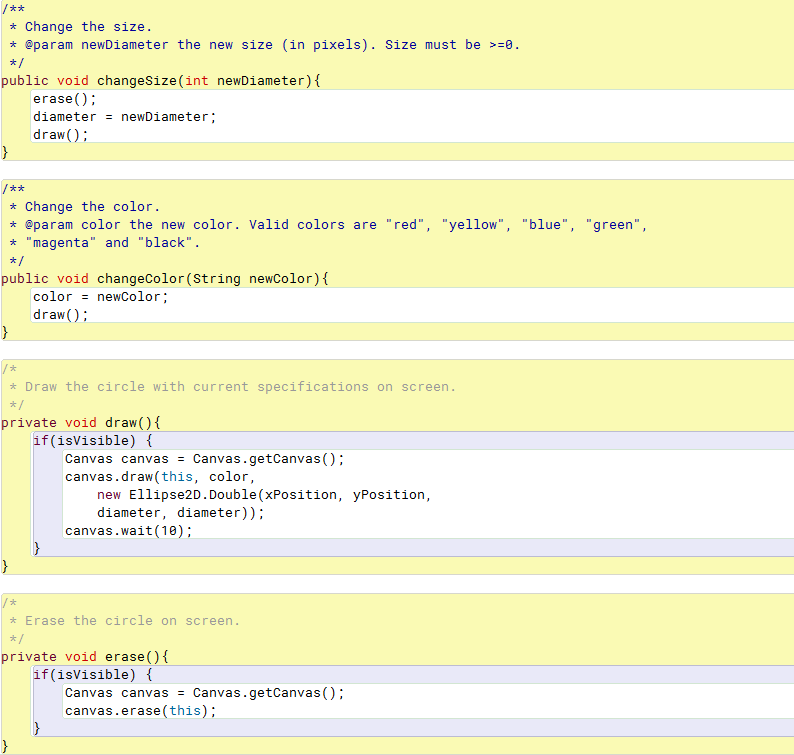 /**
 * Change the size.
 * @param newDiameter the new size (in pixels). Size must be >=0.
 */
public void changeSize(int newDiameter){
    erase();
    diameter = newDiameter;
    draw();
}
/**
 * Change the color.
 * @param color the new color. Valid colors are "red", "yellow", "blue", "green",
 * "magenta" and "black".
 */
public void changeColor(String newColor){
    color = newColor;
    draw();
}
/*
 * Draw the circle with current specifications on screen.
 */
private void draw(){
    if(isVisible) {
        Canvas canvas = Canvas.getCanvas();
        canvas.draw(this, color,
            new Ellipse2D.Double(xPosition, yPosition,
            diameter, diameter));
        canvas.wait(10);
    }
}
/*
 * Erase the circle on screen.
 */
private void erase(){
    if(isVisible) {
        Canvas canvas = Canvas.getCanvas();
        canvas.erase(this);
    }
}